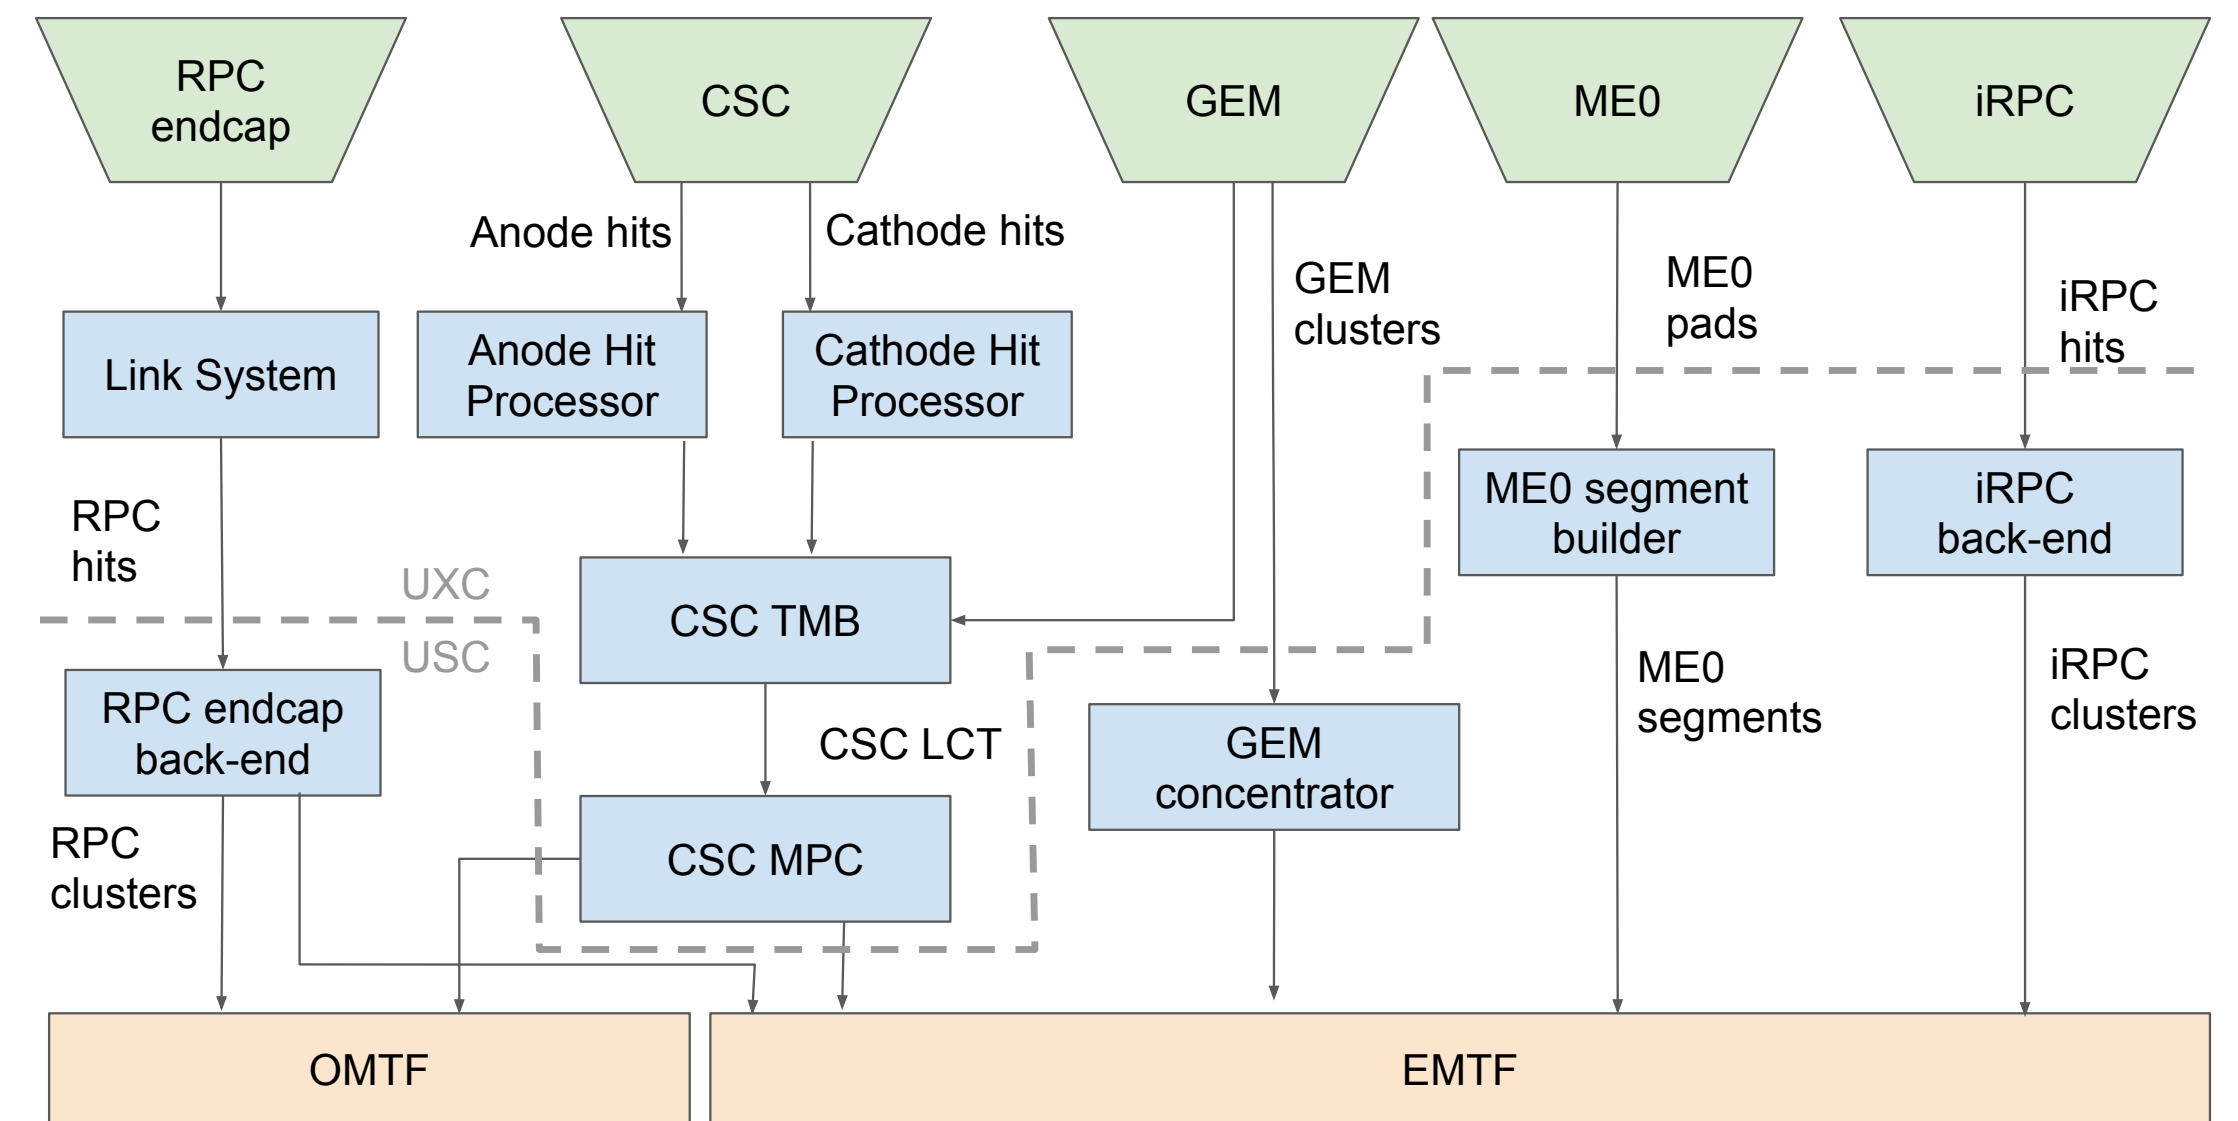 RPC
endcap
CSC
GEM
ME0
iRPC
Anode hits
Cathode hits
GEM
clusters
ME0
pads
iRPC
hits
Link System
Anode Hit
Processor
Cathode Hit
Processor
RPC
hits
ME0 segment
builder
iRPC
back-end
UXC
USC
CSC TMB
RPC endcap
back-end
CSC LCT
GEM
concentrator
ME0
segments
iRPC
clusters
RPC
clusters
CSC MPC
OMTF
EMTF